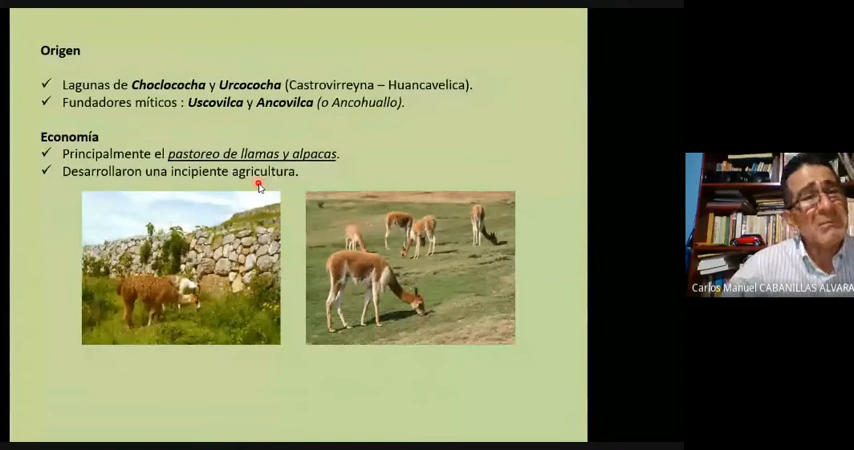 Origen
✓ Lagunas de Choclococha y Urcococha (Castrovirreyna – Huancavelica).
✓ Fundadores míticos : Uscovilca y Ancovilca (o Ancohuallo).
Economía
✓ Principalmente el pastoreo de llamas y alpacas.
✓ Desarrollaron una incipiente agricultura.
Carlos Manuel CABANILLAS ALVARA